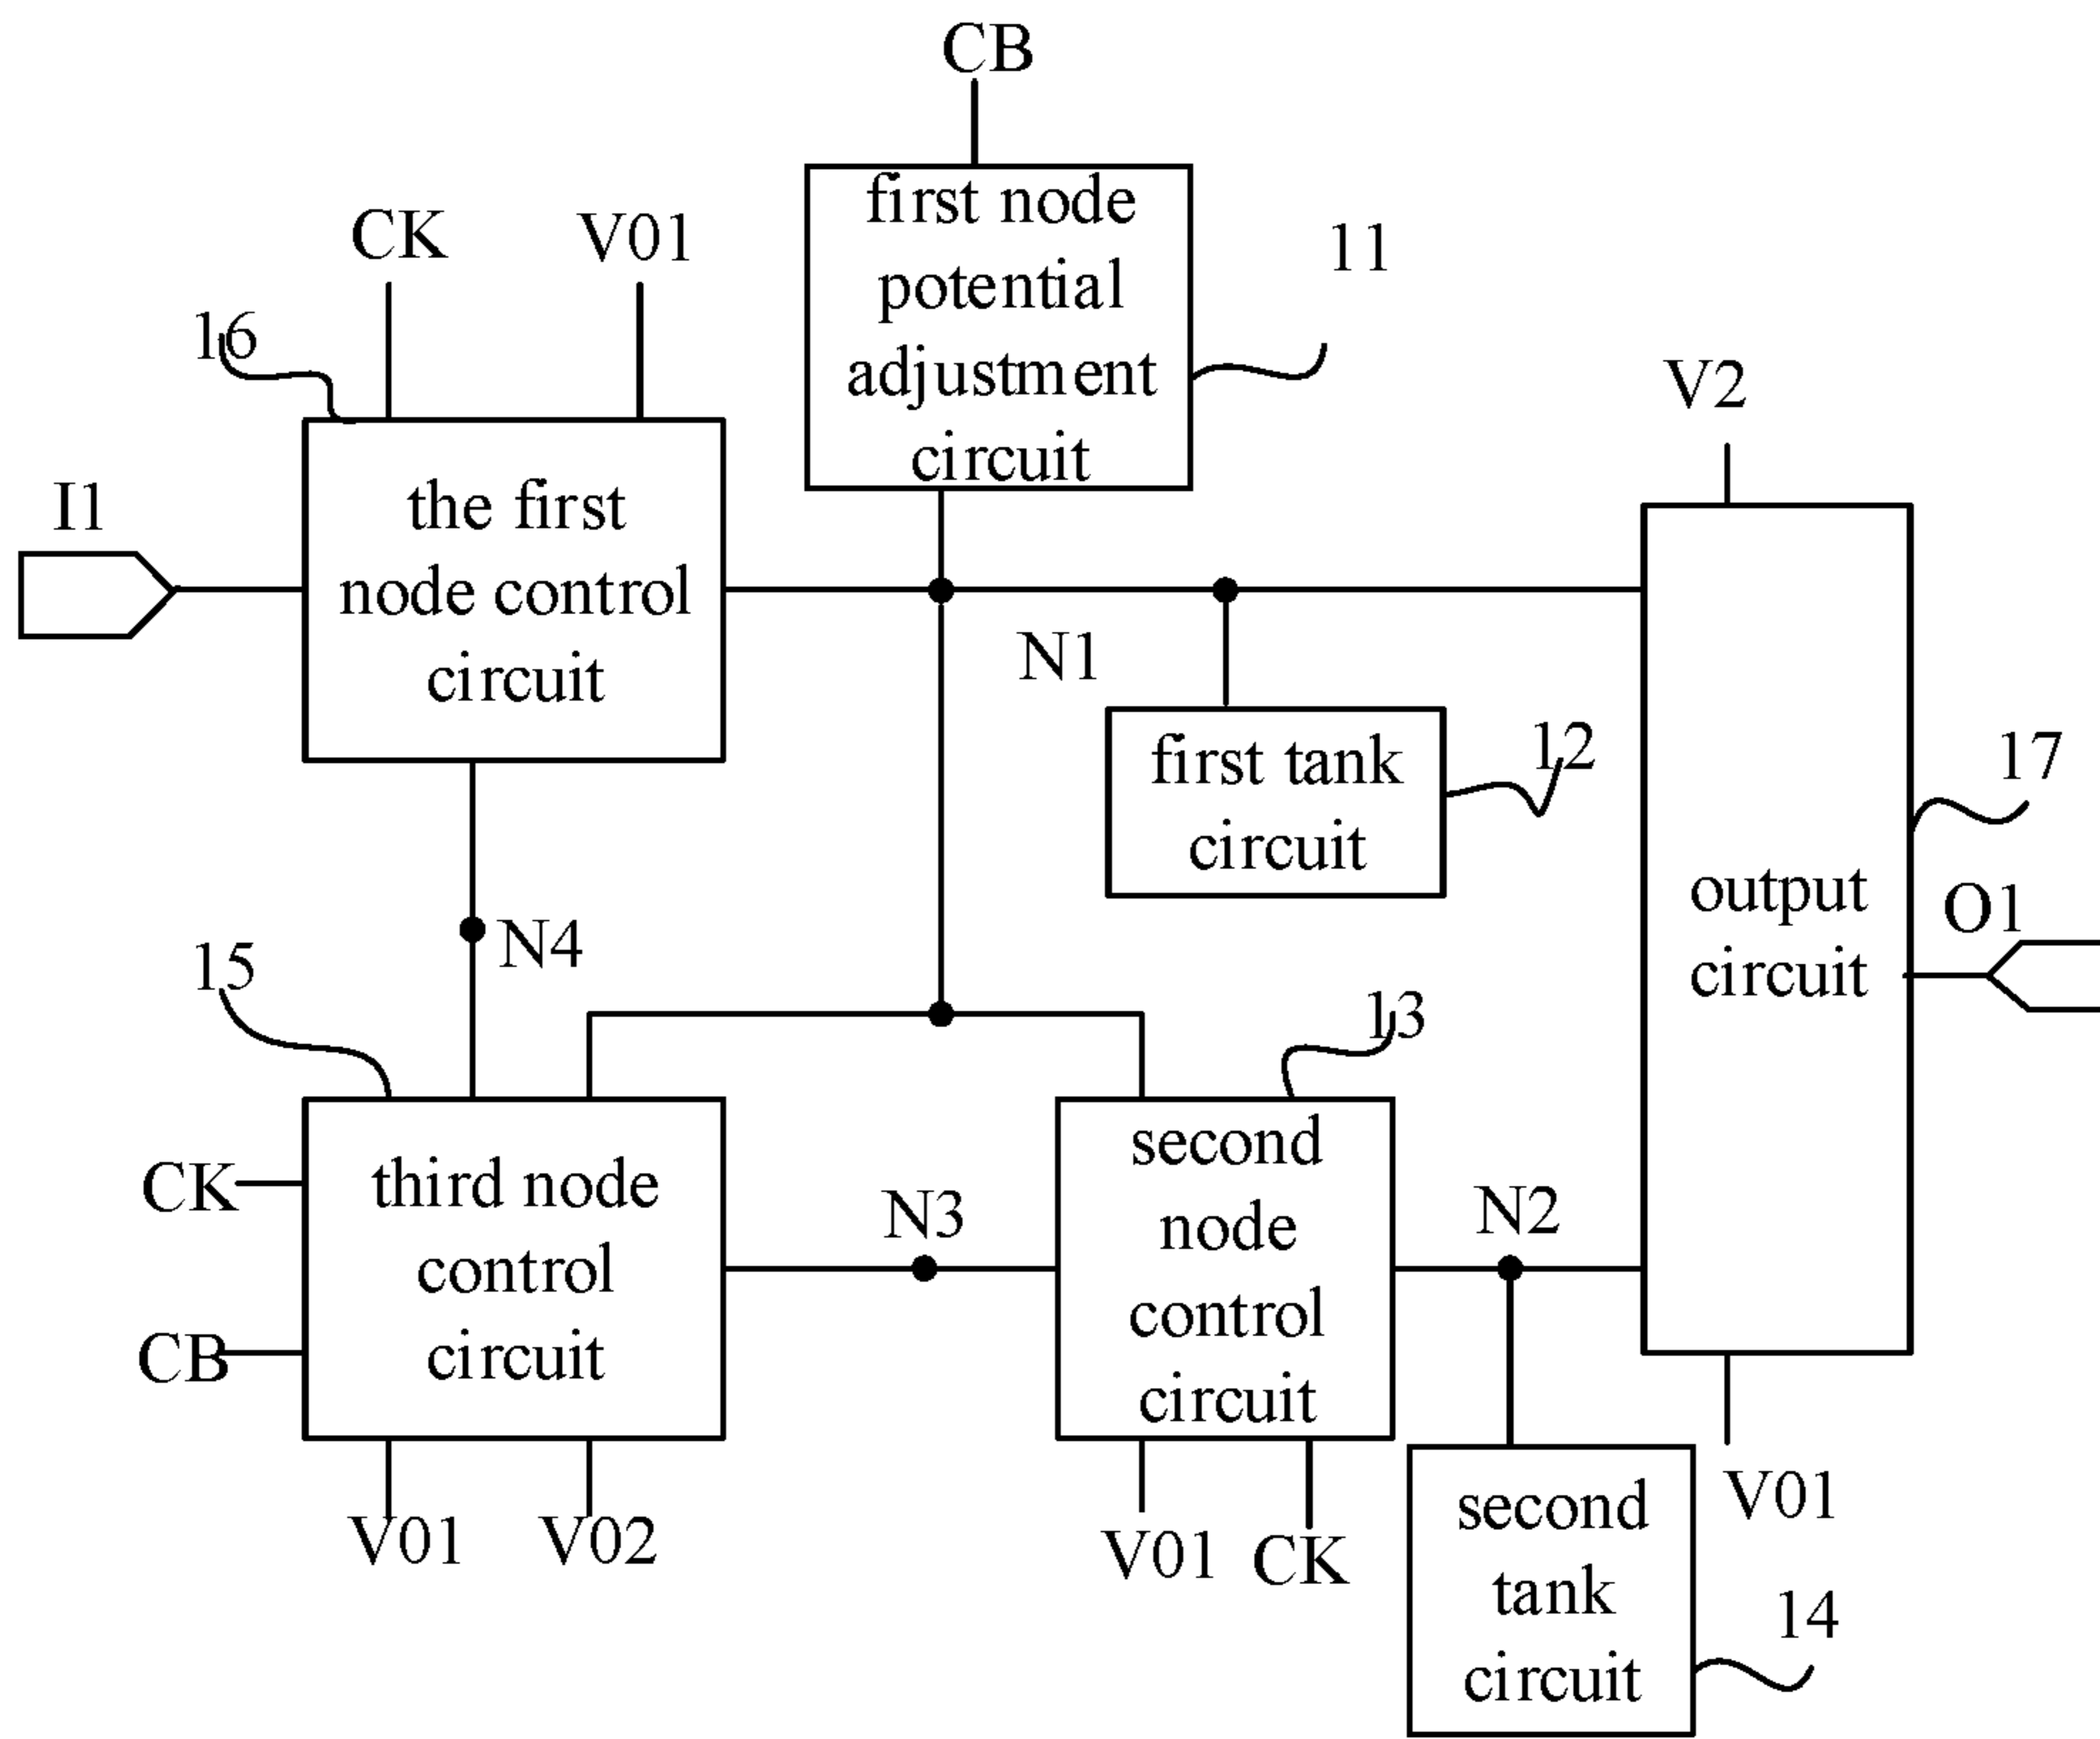 CB
first node
potential
adjustment
circuit
11
CK
V01
16
I1
the first
node control
circuit
V2
N1
first tank
circuit
12
17
output
circuit
O1
N4
15
13
CK
CB
third node
control
circuit
N3
second
node
control
circuit
N2
V01
V02
V01
CK
second
tank
circuit
V01
14